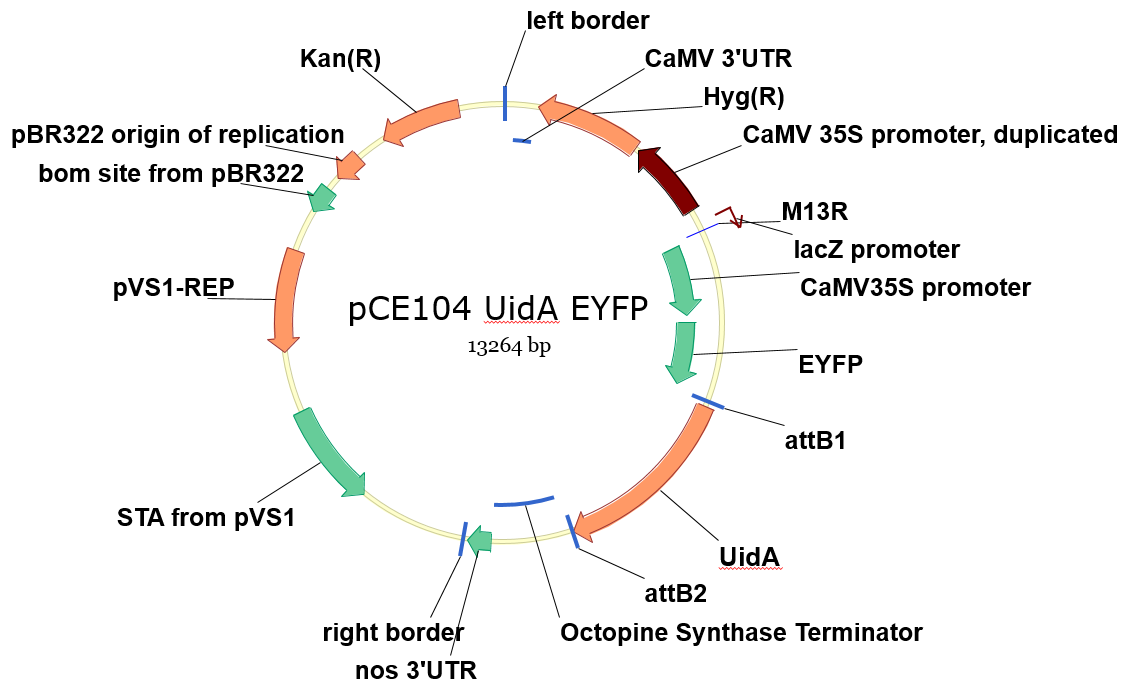 left border
Kan(R)
CaMV 3'UTR
Hyg(R)
pBR322 origin of replication
CaMV 35S promoter, duplicated
bom site from pBR322
M13R
lacZ promoter
pVS1-REP
CaMV35S promoter
pCE104 UidA EYFP
13264 bp
EYFP
attB1
STA from pVS1
UidA
attB2
right border
Octopine Synthase Terminator
nos 3'UTR